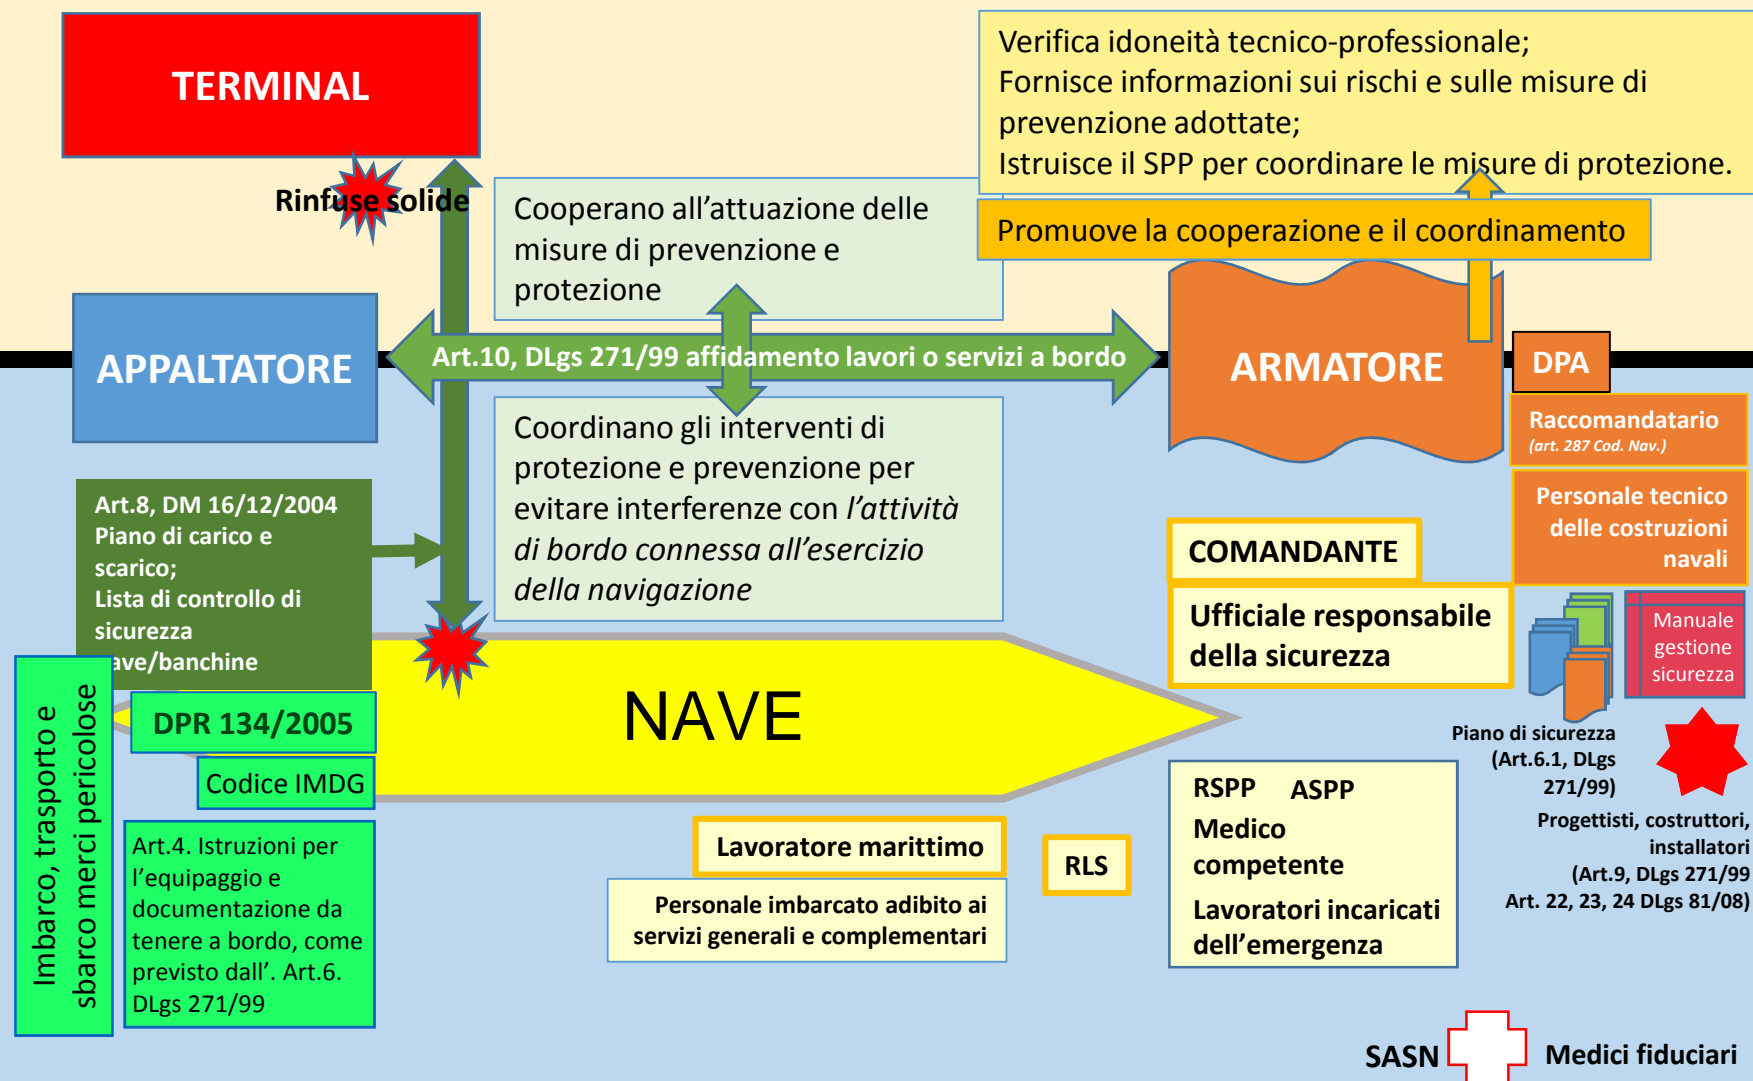 TERMINAL
Rinfuse solide
Verifica idoneità tecnico-professionale;
Fornisce informazioni sui rischi e sulle misure di
prevenzione adottate;
Istruisce il SPP per coordinare le misure di protezione.
Cooperano all'attuazione delle
misure di prevenzione e
protezione
Promuove la cooperazione e il coordinamento
APPALTATORE
Art.10, DLgs 271/99 affidamento lavori o servizi a bordo
ARMATORE
DPA
Raccomandatario
(art. 287 Cod. Nav.)
Coordinano gli interventi di
protezione e prevenzione per
evitare interferenze con l'attività
di bordo connessa all'esercizio
della navigazione
Personale tecnico
delle costruzioni
navali
Art.8, DM 16/12/2004
Piano di carico e
scarico;
Lista di controllo di
sicurezza
ave/banchine
COMANDANTE
Ufficiale responsabile
della sicurezza
Manuale
gestione
sicurezza
Imbarco, trasporto e
sbarco merci pericolose
DPR 134/2005
Codice IMDG
NAVE
Piano di sicurezza
(Art.6.1, DLgs
271/99)
Art.4. Istruzioni per
l'equipaggio e
documentazione da
tenere a bordo, come
previsto dall'. Art.6.
DLgs 271/99
Lavoratore marittimo
Personale imbarcato adibito ai
servizi generali e complementari
RLS
RSPP ASPP
Medico
competente
Lavoratori incaricati
dell'emergenza
Progettisti, costruttori,
installatori
(Art.9, DLgs 271/99
Art. 22, 23, 24 DLgs 81/08)
SASN
Medici fiduciari